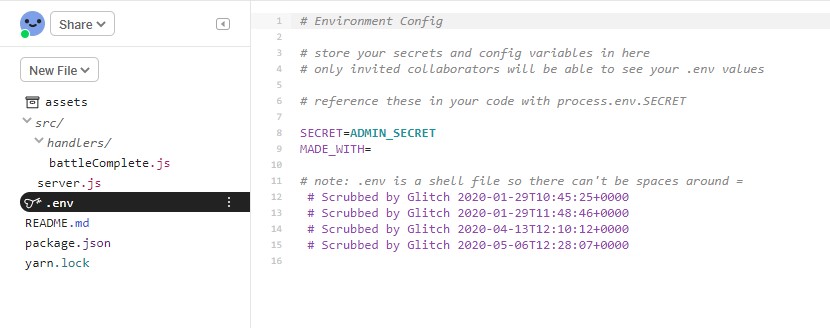 Share
New File
assets
src/
handlers/
battleComplete.js
server.js
.env
README.md
package.json
yarn.lock
1 # Environment Config
2
3 # store your secrets and config variables in here
4 # only invited collaborators will be able to see your .env values
5
6 # reference these in your code with process.env.SECRET
7
8 SECRET=ADMIN_SECRET
9 MADE_WITH=
10
11 # note: .env is a shell file so there can't be spaces around =
12 # Scrubbed by Glitch 2020-01-29T10:45:25+0000
13 # Scrubbed by Glitch 2020-01-29T11:48:46+0000
14 # Scrubbed by Glitch 2020-04-13T12:10:12+0000
15 # Scrubbed by Glitch 2020-05-06T12:28:07+0000
16